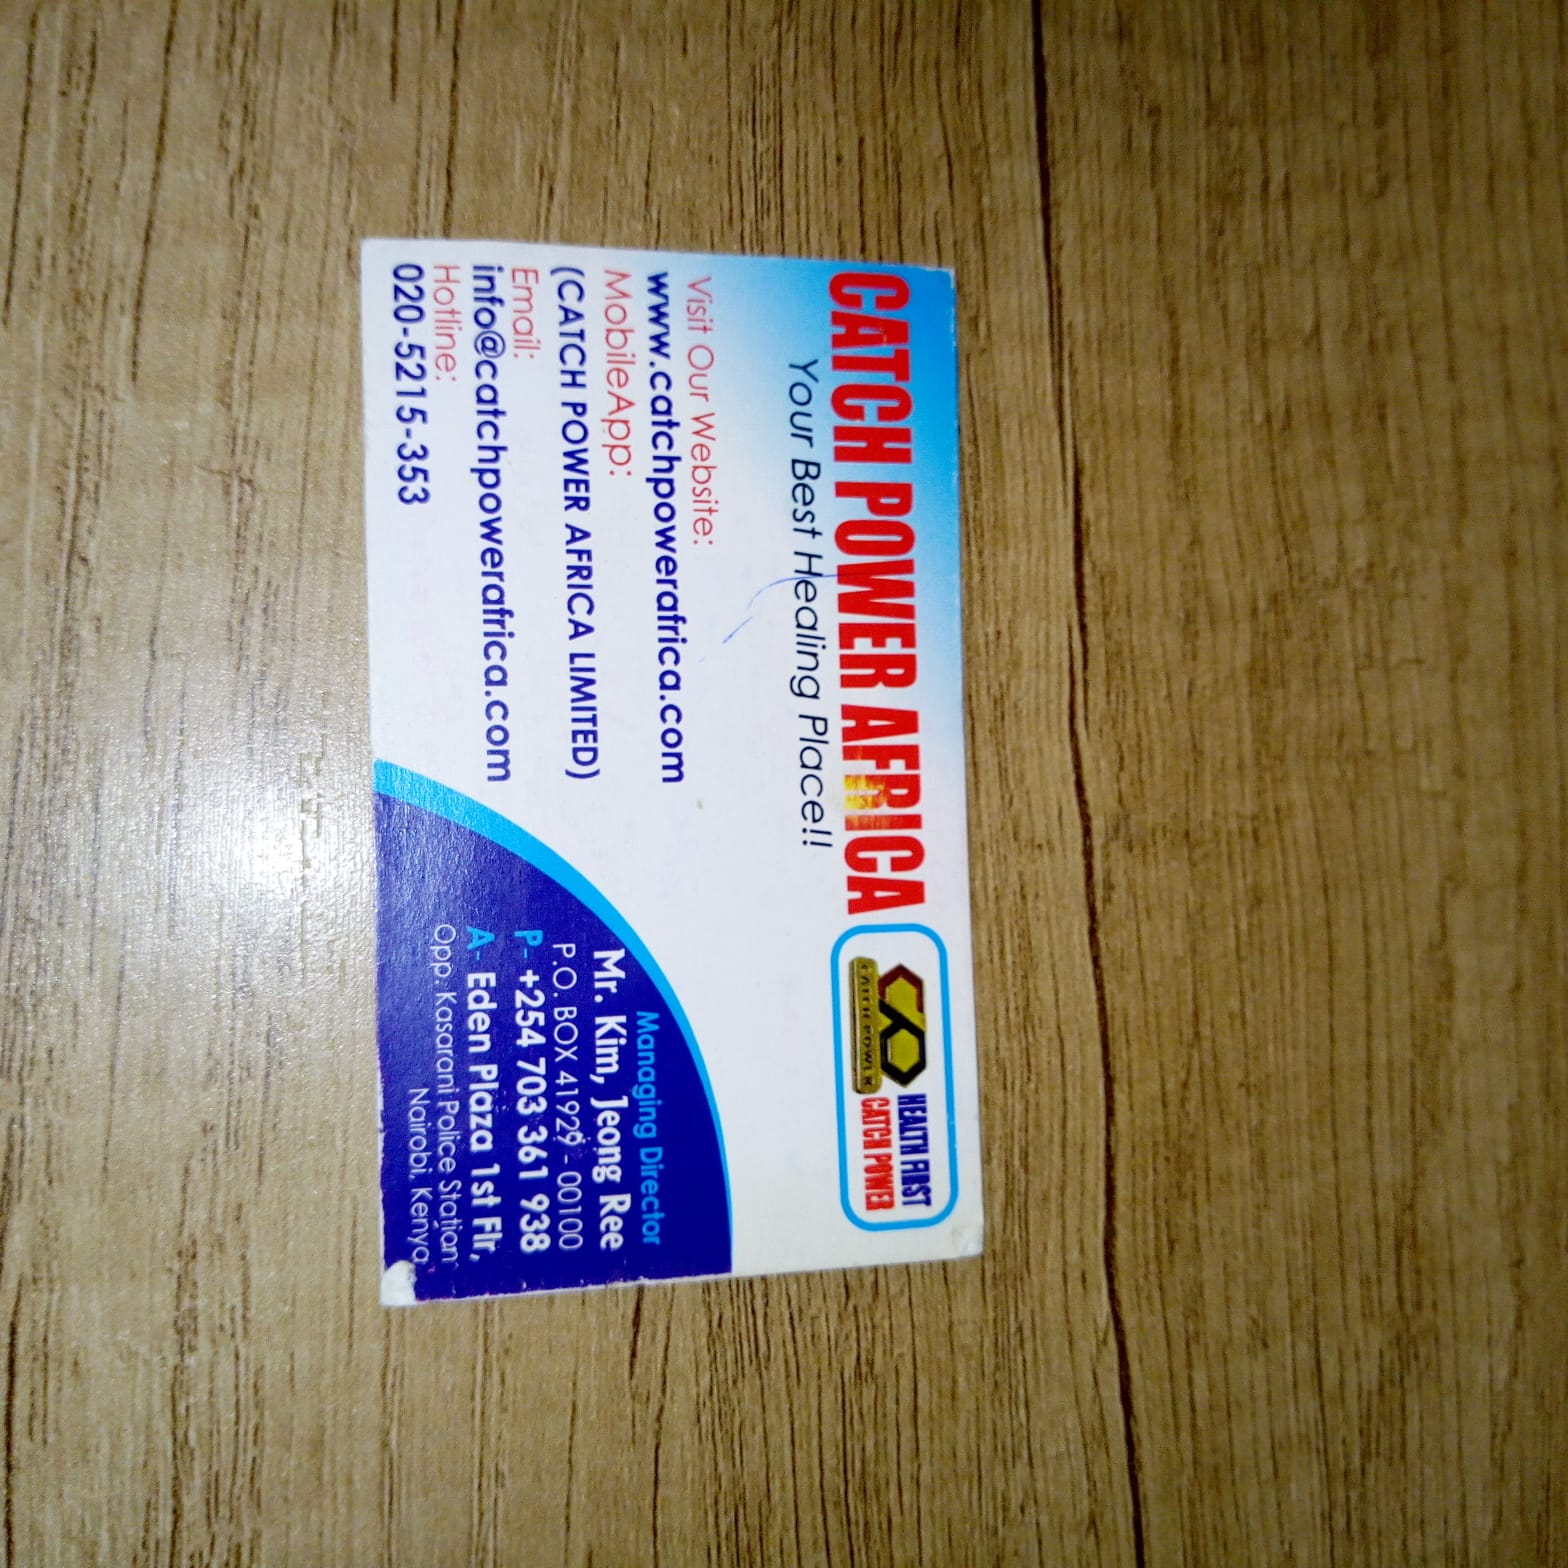 CATCH POWER AFRICA
Your Best Healing Place!!
HEALTH FIRST
CATCH POWER
CATCH POWER
Visit Our Website:
www.catchpowerafrica.com
MobileApp:
(CATCH POWER AFRICA LIMITED)
Email:
info@catchpowerafrica.com
Hotline:
020-5215-353
Managing Director
Mr. Kim, Jeong Ree
P.O. BOX 41929 - 00100
P- +254 703 361 938
A- Eden Plaza 1st Flr,
Opp. Kasarani Police Station
Nairobi, Kenya